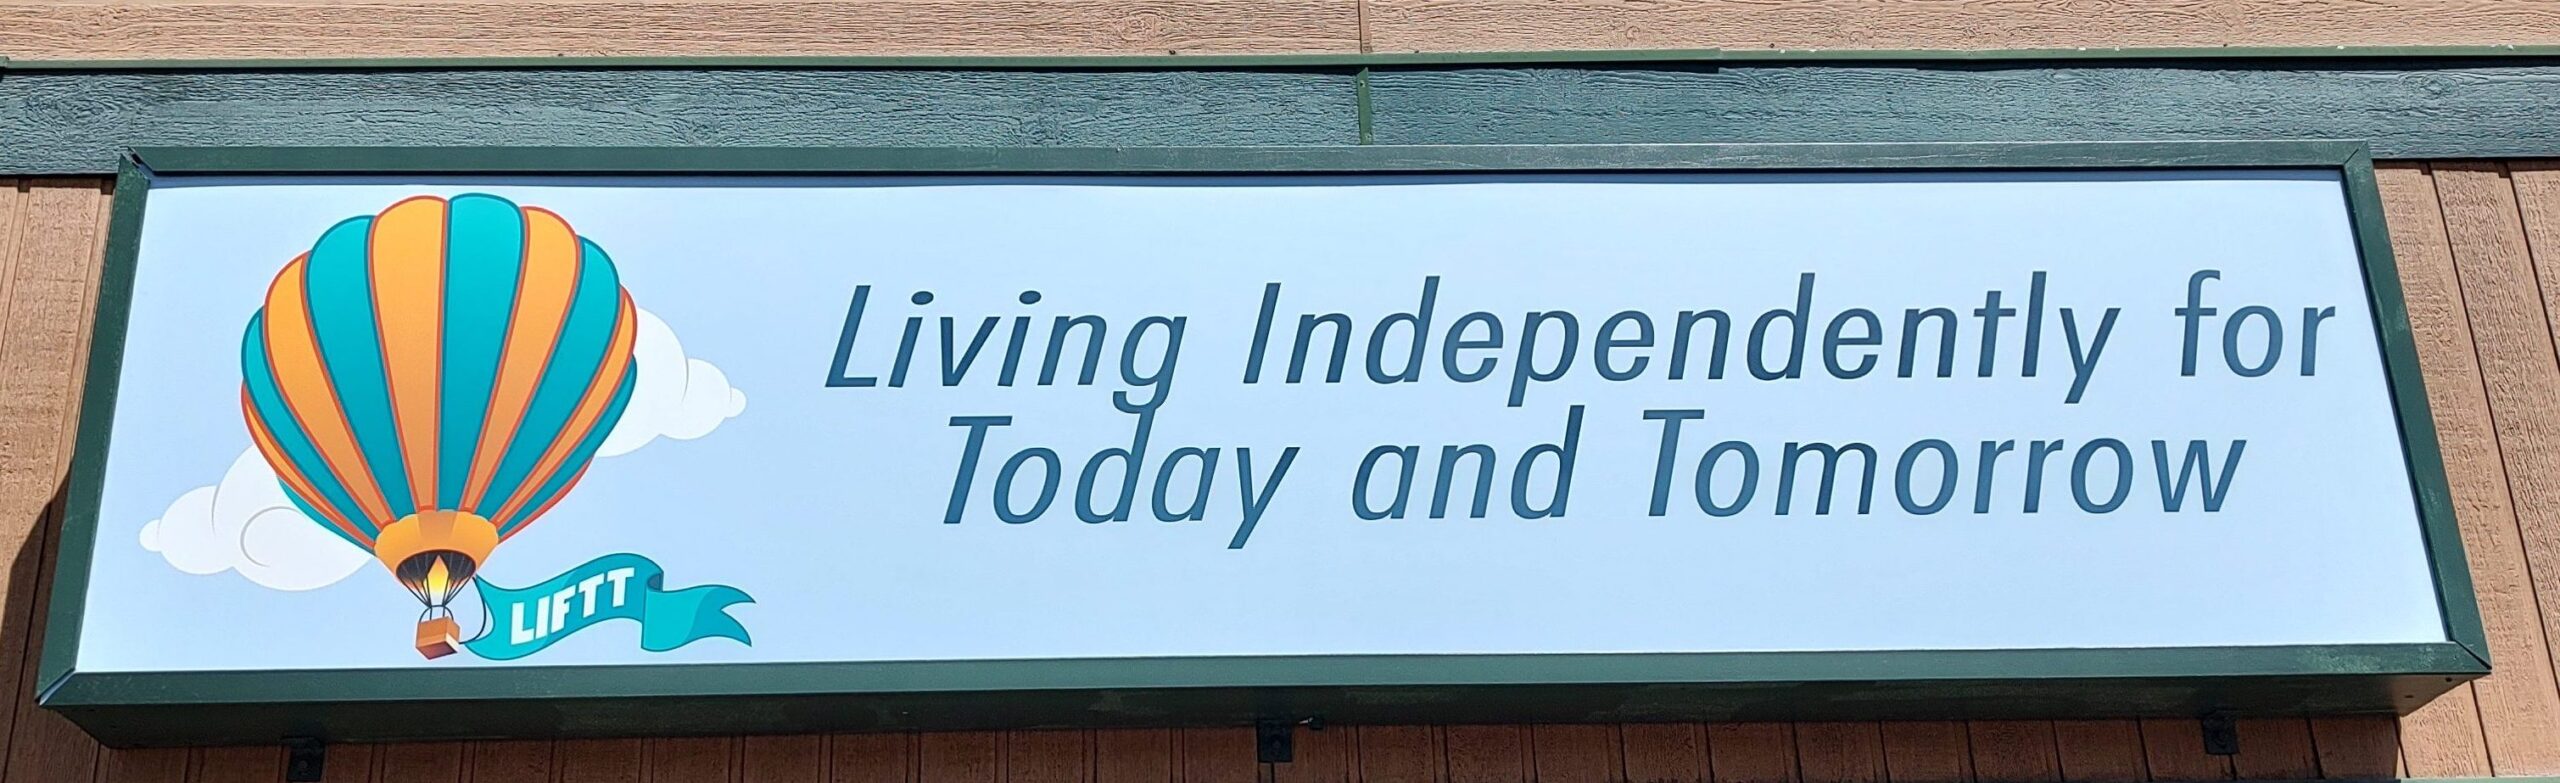 Living Independently for
Today and Tomorrow
LIFTT